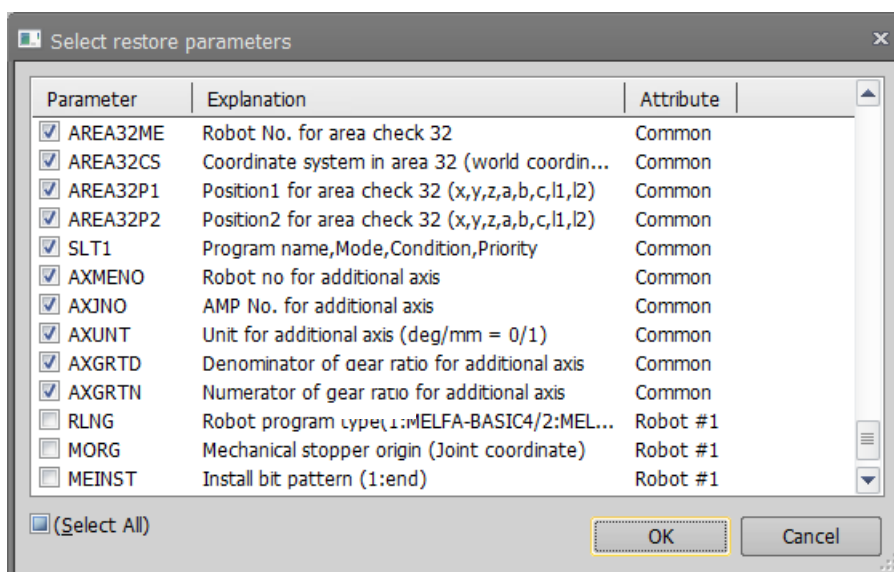 Select restore parameters
Parameter Explanation Attribute
AREA32ME Robot No. for area check 32 Common
AREA32CS Coordinate system in area 32 (world coordin... Common
AREA32P1 Position1 for area check 32 (x,y,z,a,b,c,l1,l2) Common
AREA32P2 Position2 for area check 32 (x,y,z,a,b,c,l1,l2) Common
SLT1 Program name,Mode,Condition,Priority Common
AXMENO Robot no for additional axis Common
AXJNO AMP No. for additional axis Common
AXUNT Unit for additional axis (deg/mm = 0/1) Common
AXGRTD Denominator of gear ratio for additional axis Common
AXGRTN Numerator of gear ratio for additional axis Common
RLNG Robot program type(1:MELFA-BASIC4/2:MEL... Robot #1
MORG Mechanical stopper origin (Joint coordinate) Robot #1
MEINST Install bit pattern (1:end) Robot #1
(Select All)
OK Cancel